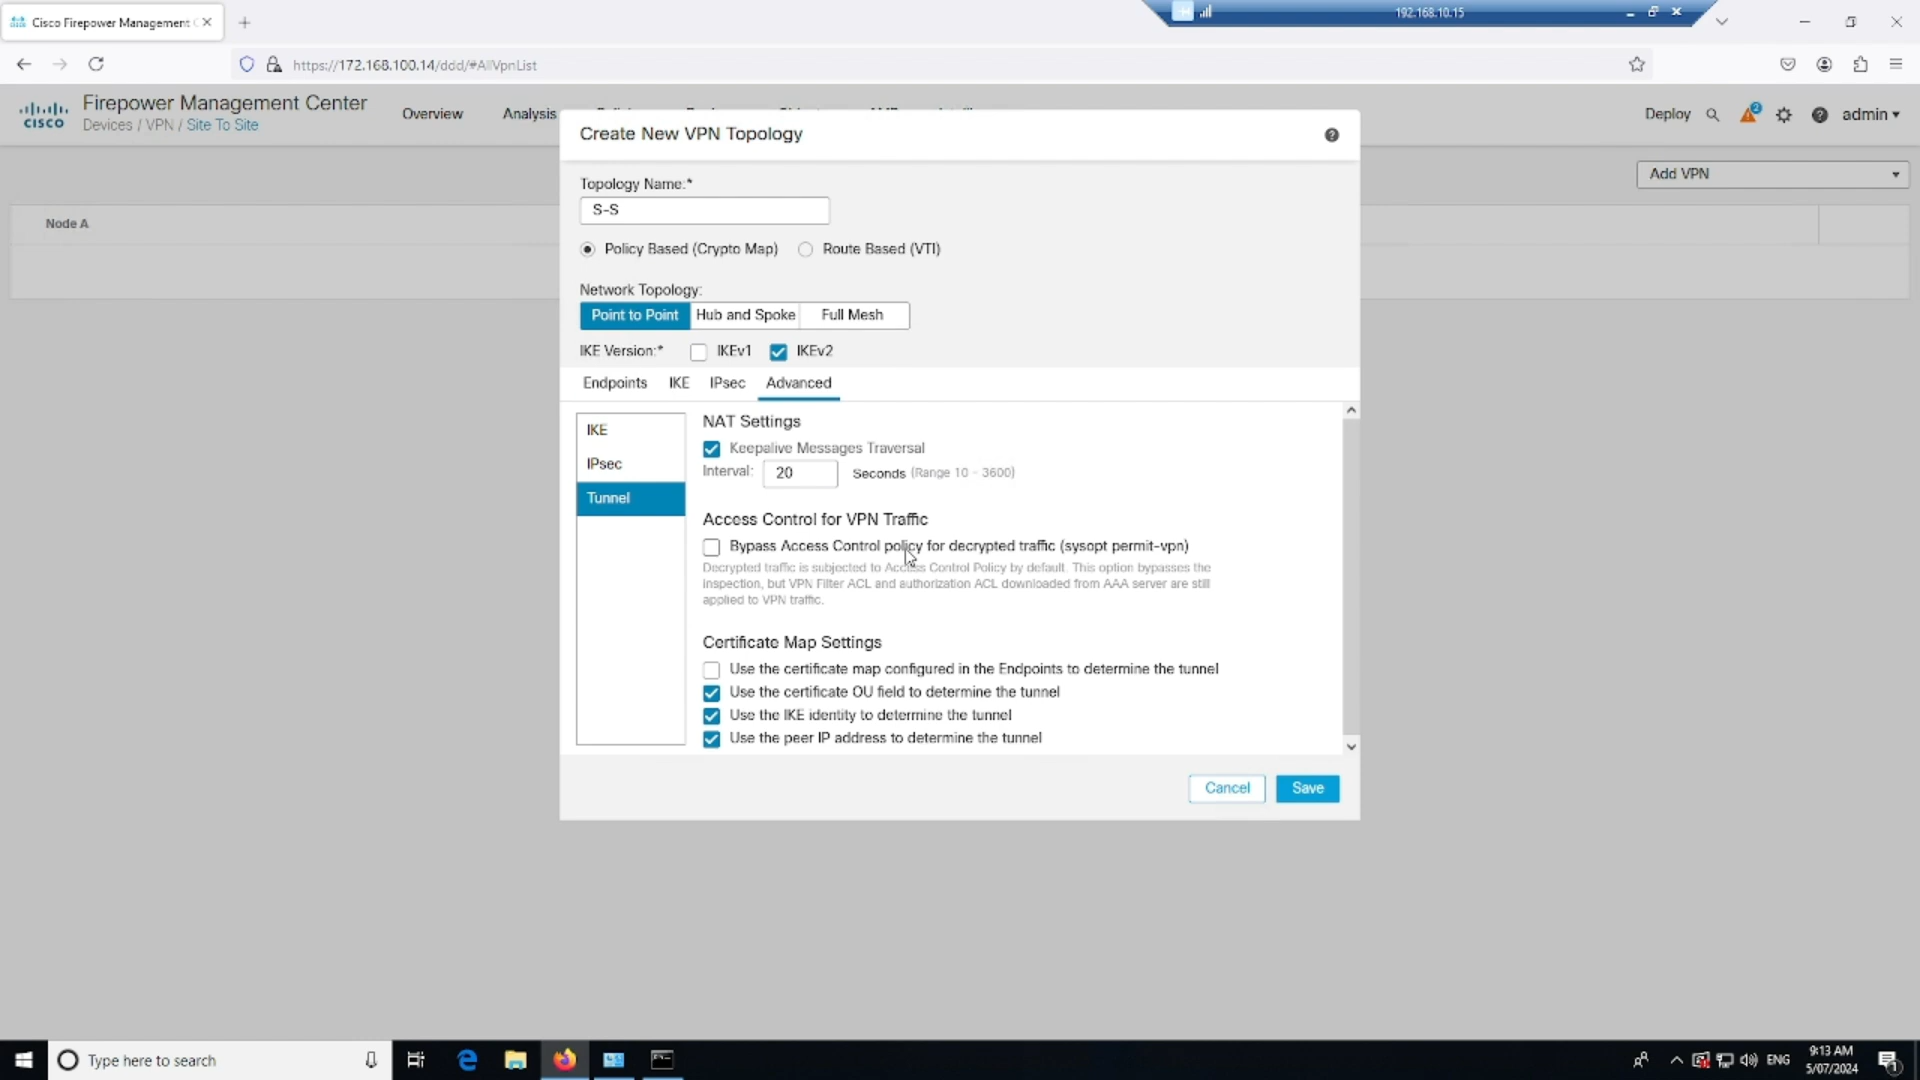 Cisco Firepower Management C
192.168.10.15
https://172.168.100.14/ddd/#AllVpnList
Firepower Management Center
Devices / VPN / Site To Site
CISCO
Overview
Analysis
Deploy
2
admin
Create New VPN Topology
Add VPN
Topology Name:*
S-S
Node A
Policy Based (Crypto Map)
Route Based (VTI)
Network Topology:
Point to Point
Hub and Spoke
Full Mesh
IKE Version:*
IKEv1
IKEv2
Endpoints
IKE
IPsec
Advanced
IKE
IPsec
Tunnel
NAT Settings
Keepalive Messages Traversal
Interval:
20
Seconds (Range 10 - 3600)
Access Control for VPN Traffic
Bypass Access Control policy for decrypted traffic (sysopt permit-vpn)
Decrypted traffic is subjected to Access Control Policy by default. This option bypasses the
inspection, but VPN Filter ACL and authorization ACL downloaded from AAA server are still
applied to VPN traffic.
Certificate Map Settings
Use the certificate map configured in the Endpoints to determine the tunnel
Use the certificate OU field to determine the tunnel
Use the IKE identity to determine the tunnel
Use the peer IP address to determine the tunnel
Cancel
Save
Type here to search
ENG
9:13 AM
5/07/2024
1